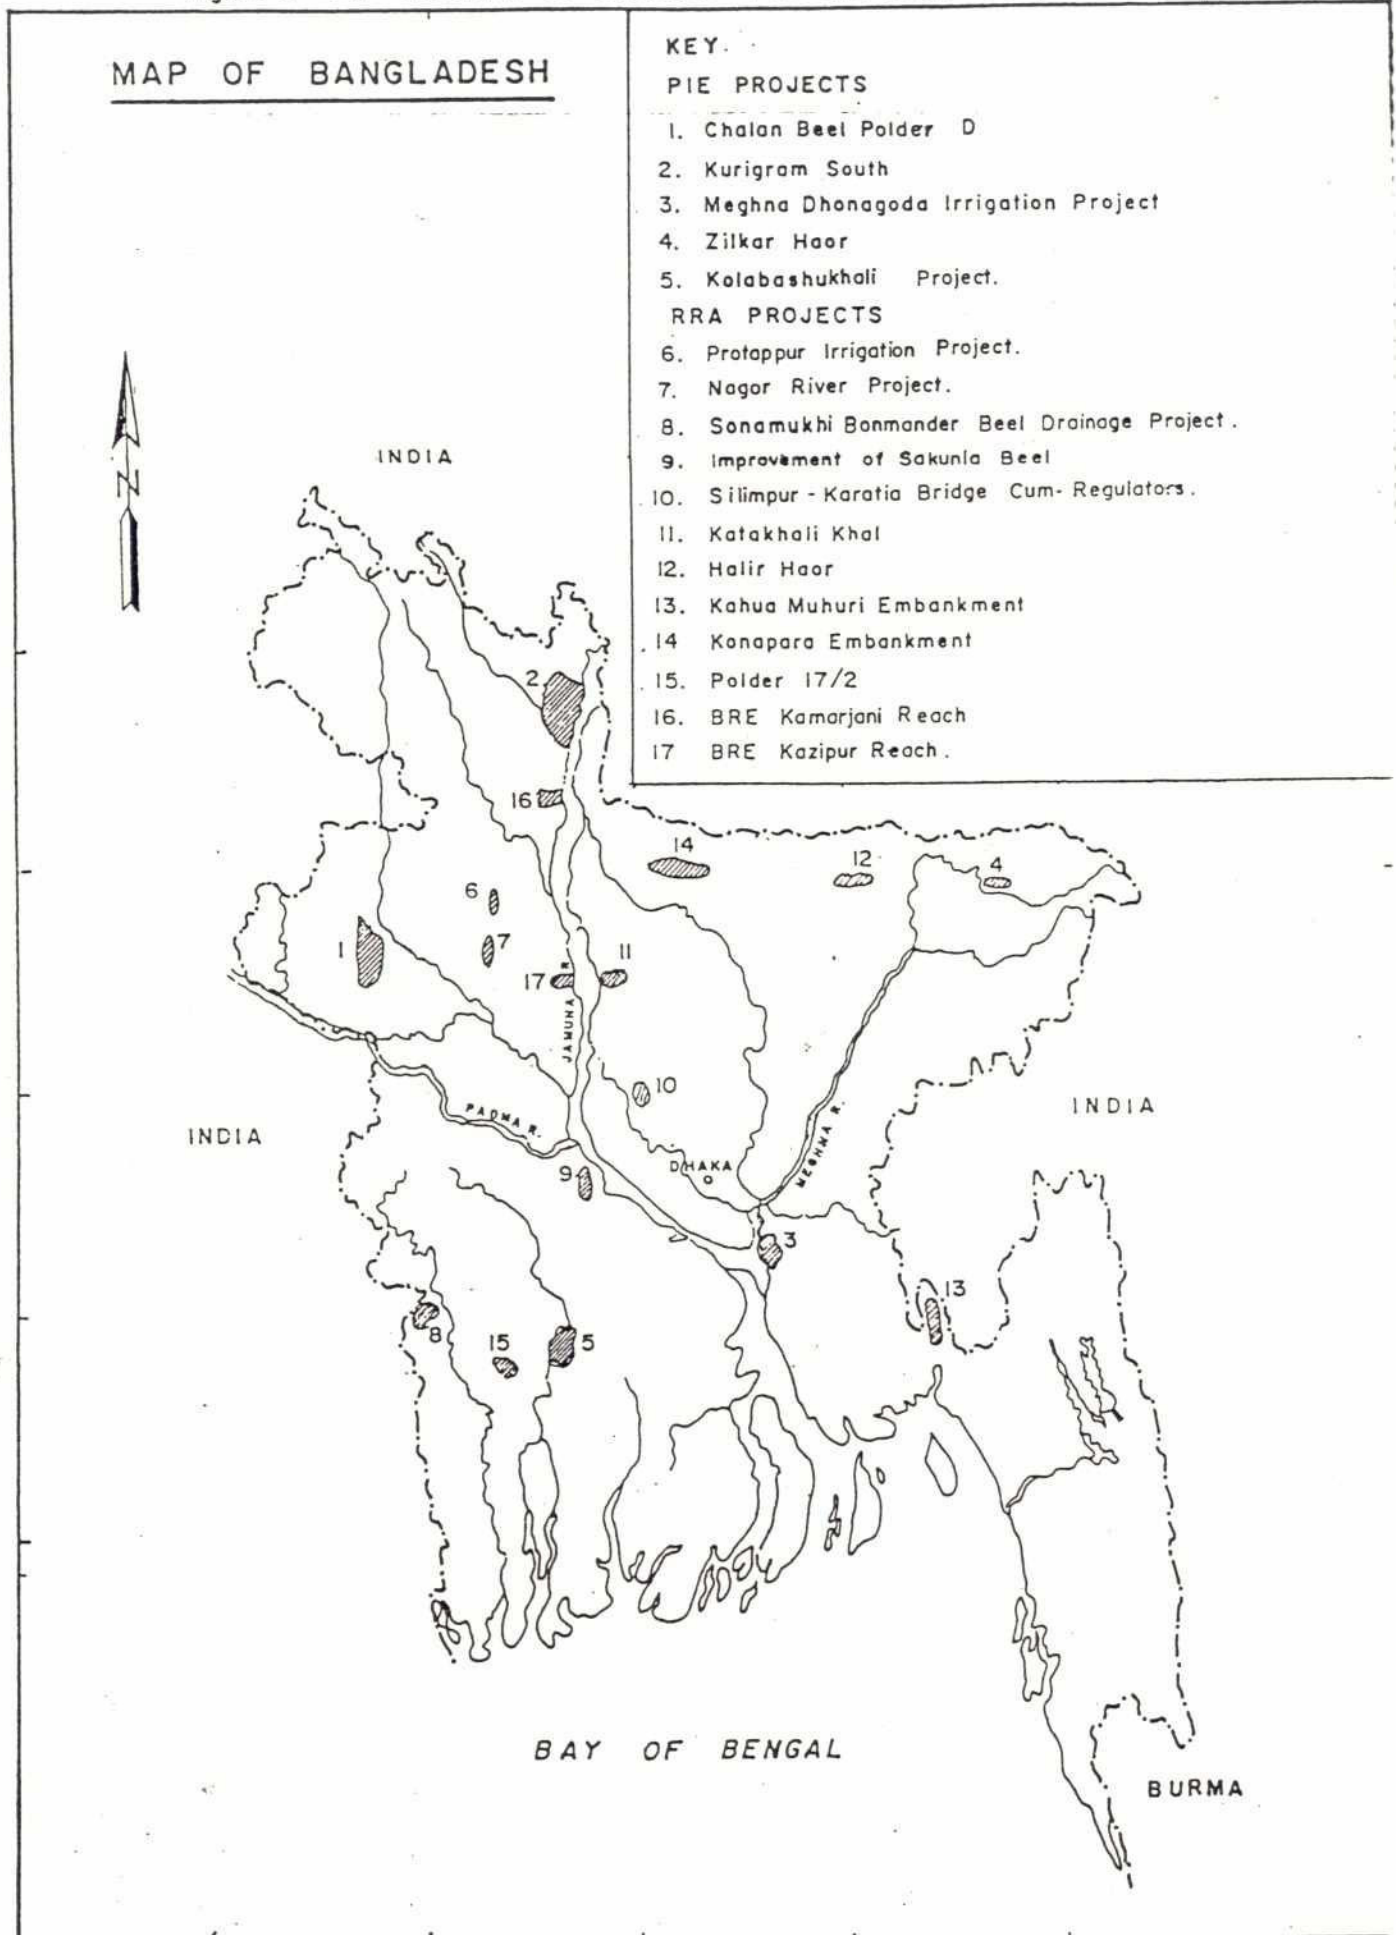 MAP OF BANGLADESH
KEY.
PIE PROJECTS
1. Chalan Beel Polder D
2. Kurigram South
3. Meghna Dhonagoda Irrigation Project
4. Zilkar Haor
5. Kolabashukhali Project.
RRA PROJECTS
6. Protappur Irrigation Project.
7. Nagor River Project.
8. Sonamukhi Bonmander Beel Drainage Project.
9. Improvement of Sakunia Beel
10. Silimpur - Karatia Bridge Cum- Regulators.
11. Katakhali Khal
12. Halir Haor
13. Kahua Muhuri Embankment
14 Konapara Embankment
15. Polder 17/2
16. BRE Kamarjani Reach
17 BRE Kazipur Reach.
N
INDIA
2
16
14
12
4
6
1
7
17
11
JAMUNA R
10
PADMA R.
MEGHNA R.
INDIA
INDIA
DHAKA
9
3
13
8
15
5
BAY OF BENGAL
BURMA